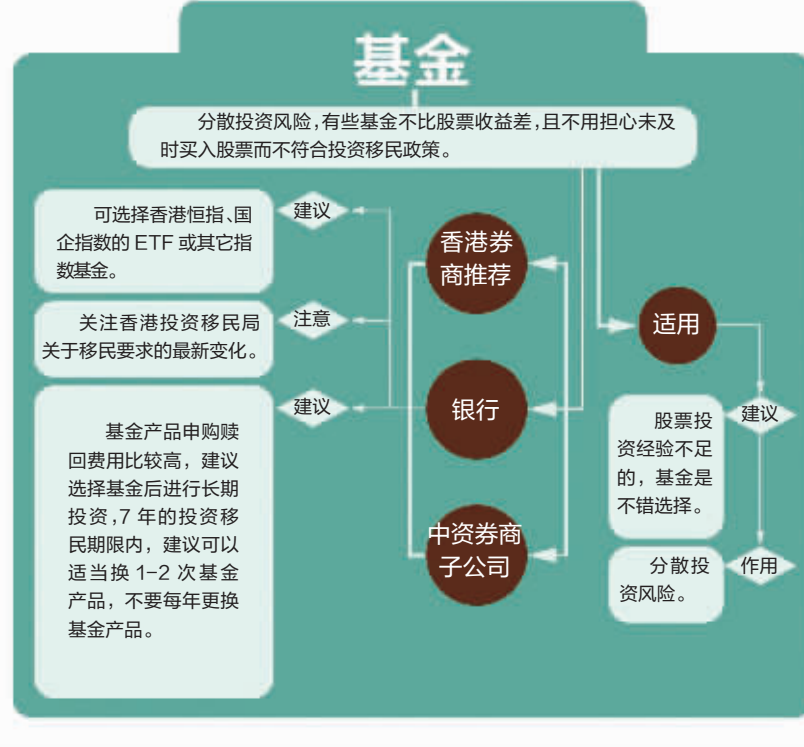 基金
分散投资风险,有些基金不比股票收益差,且不用担心未及
时买入股票而不符合投资移民政策。
可选择香港恒指、国
企指数的 ETF 或其它指
数基金。
建议
关注香港投资移民局
关于移民要求的最新变化。
注意
基金产品申购赎
回费用比较高，建议
选择基金后进行长期
投资,7 年的投资移
民期限内，建议可以
适当换 1-2 次基金
产品，不要每年更换
基金产品。
建议
香港券
商推荐
银行
中资券商
子公司
适用
股票投
资经验不足
的，基金是
不错选择。
建议
分散投
资风险。
作用